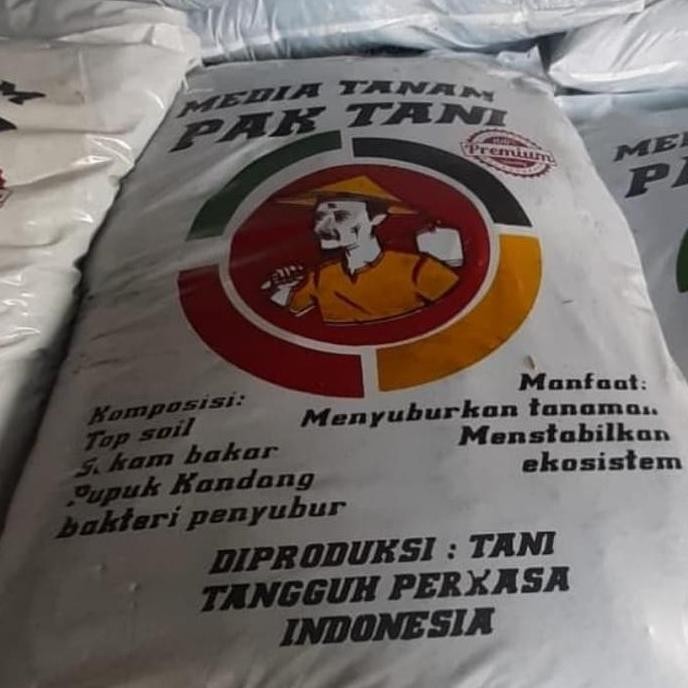 MEDIA TANAM
PAK TANI
Premium
Komposisi:
Top soil
Sekam bakar
Pupuk Kandang
bakteri penyubur
Manfaat:
Menyuburkan tanaman
Menstabilkan
ekosistem
DIPRODUKSI : TANI
TANGGUH PERKASA
INDONESIA